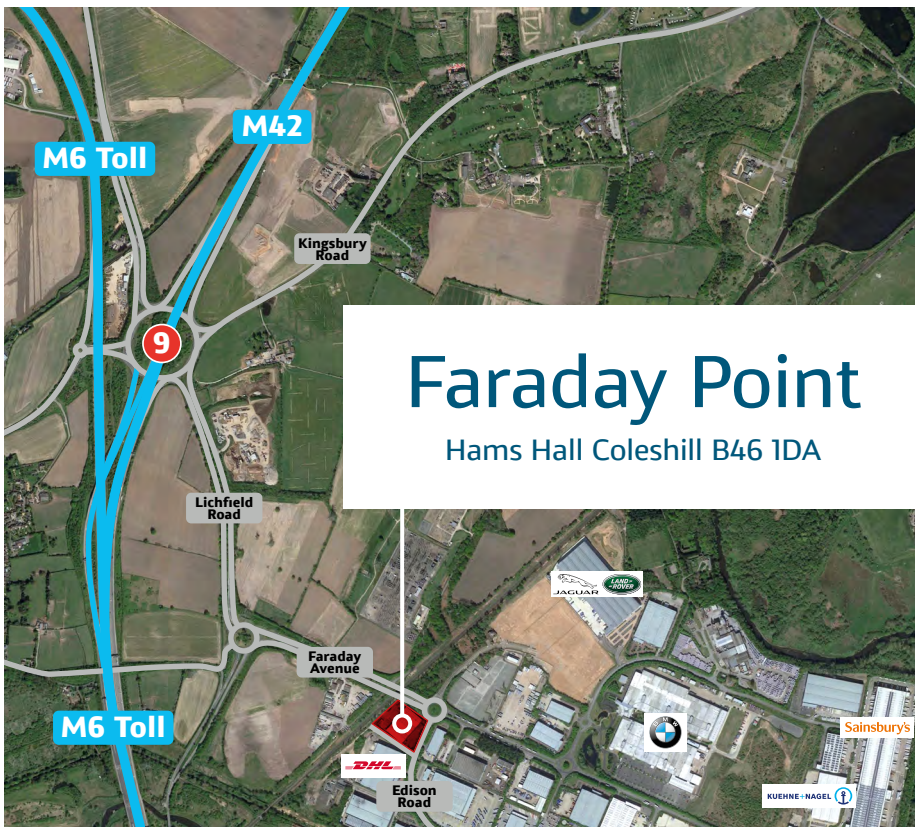 M42
M6 Toll
Kingsbury
Road
9
Faraday Point
Hams Hall Coleshill B46 1DA
Lichfield
Road
JAGUAR
LAND-
ROVER
Faraday
Avenue
M6 Toll
BMW
Sainsbury's
DHL
Edison
Road
KUEHNE+NAGEL